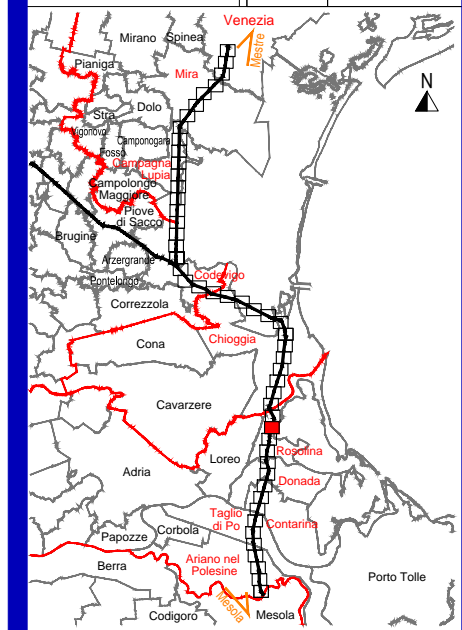 Venezia
Mirano
Spinea
Mestre
Pianiga
Mira
N
Dolo
Stra
Vigonovo
Camponogara
Fosso
Campagna
Lupia
Campolongo
Maggiore
Piove
di Sacco
Brugine
Arzergrande
Codevigo
Pontelongo
Correzzola
Chioggia
Cona
Cavarzere
Rosolina
Loreo
Adria
Donada
Taglio
di Po
Contarina
Corbola
Papozze
Ariano nel
Polesine
Berra
Porto Tolle
Mesola
Mesola
Codigoro